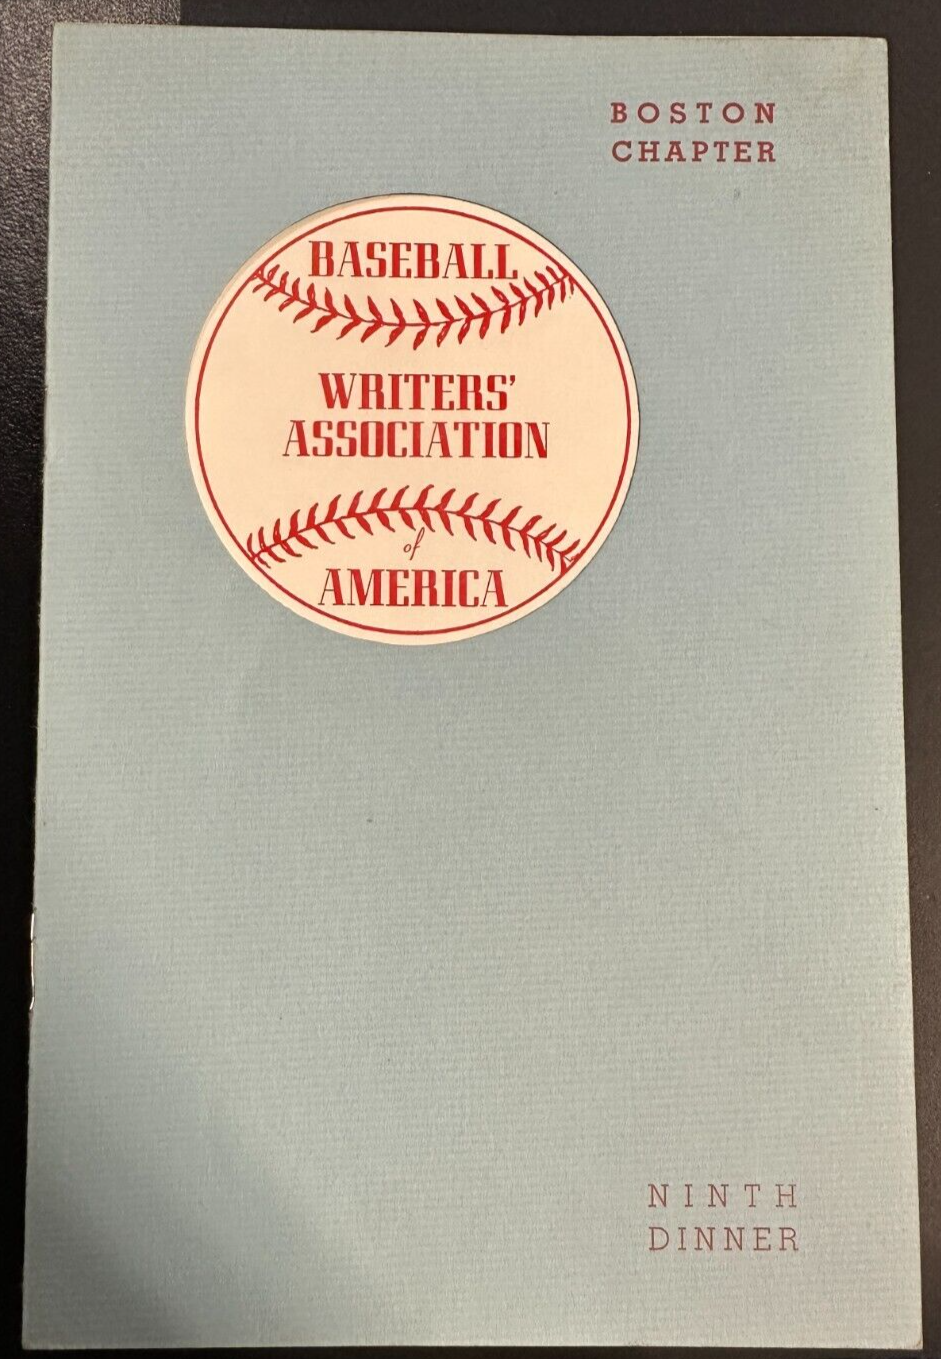 BOSTON
CHAPTER
BASEBALL
WRITERS'
ASSOCIATION
of
AMERICA
NINTH
DINNER